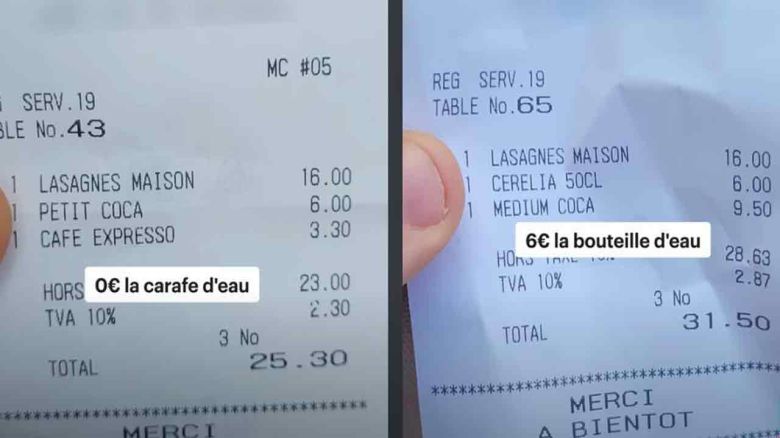 MC #05
SERV.19
BLE No.43
1 LASAGNES MAISON 16.00
1 PETIT COCA 6.00
1 CAFE EXPRESSO 3.30
HORS 23.00
0€ la carafe d'eau
TVA 10% 2.30
3 No
TOTAL 25.30
****************************************
MERCI
REG SERV.19
TABLE No.65
1 LASAGNES MAISON 16.00
1 CERELIA 50CL 6.00
1 MEDIUM COCA 9.50
6€ la bouteille d'eau
HORS 28.63
TVA 10% 2.87
3 No
TOTAL 31.50
****************************************
MERCI
A BIENTOT